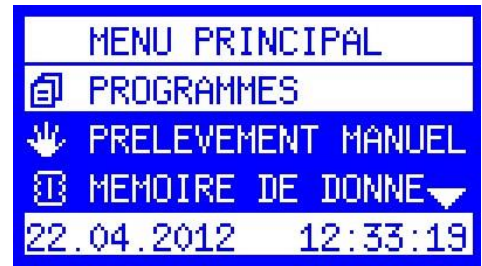 MENU PRINCIPAL
PROGRAMMES
PRELEVEMENT MANUEL
MEMOIRE DE DONNE
22.04.2012 12:33:19